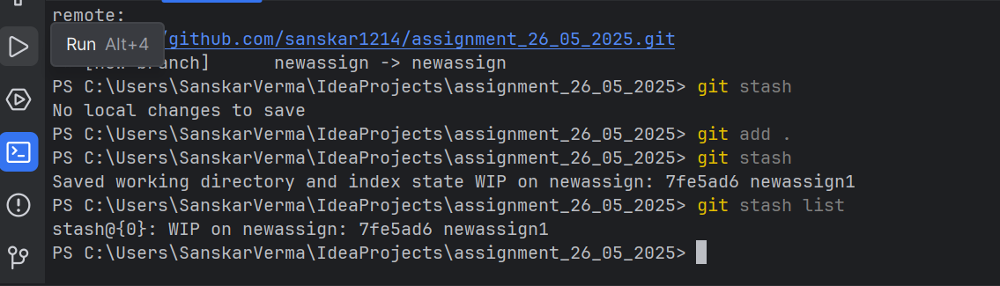 remote:
Run Alt+4
/github.com/sanskar1214/assignment_26_05_2025.git
branch]      newassign -> newassign
PS C:\Users\SanskarVerma\IdeaProjects\assignment_26_05_2025> git stash
No local changes to save
PS C:\Users\SanskarVerma\IdeaProjects\assignment_26_05_2025> git add .
PS C:\Users\SanskarVerma\IdeaProjects\assignment_26_05_2025> git stash
Saved working directory and index state WIP on newassign: 7fe5ad6 newassign1
PS C:\Users\SanskarVerma\IdeaProjects\assignment_26_05_2025> git stash list
stash@{0}: WIP on newassign: 7fe5ad6 newassign1
PS C:\Users\SanskarVerma\IdeaProjects\assignment_26_05_2025>